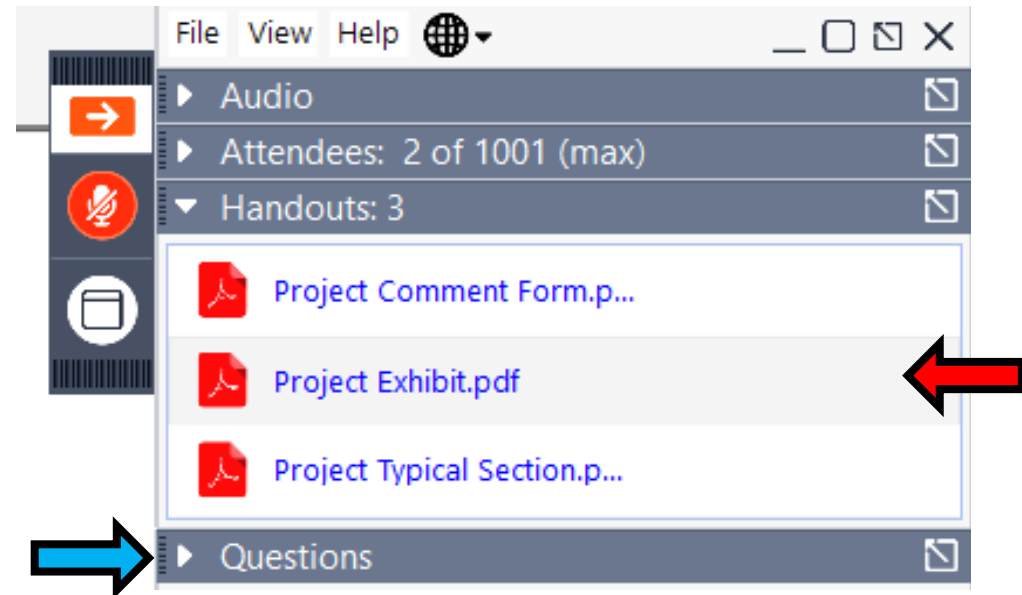 File View Help
Audio
Attendees: 2 of 1001 (max)
Handouts: 3
Project Comment Form.p...
Project Exhibit.pdf
Project Typical Section.p...
Questions